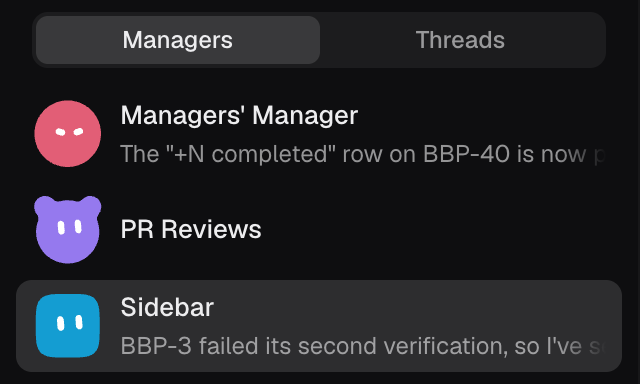 Managers
Threads
Managers' Manager
The "+N completed" row on BBP-40 is now
PR Reviews
Sidebar
BBP-3 failed its second verification, so I've